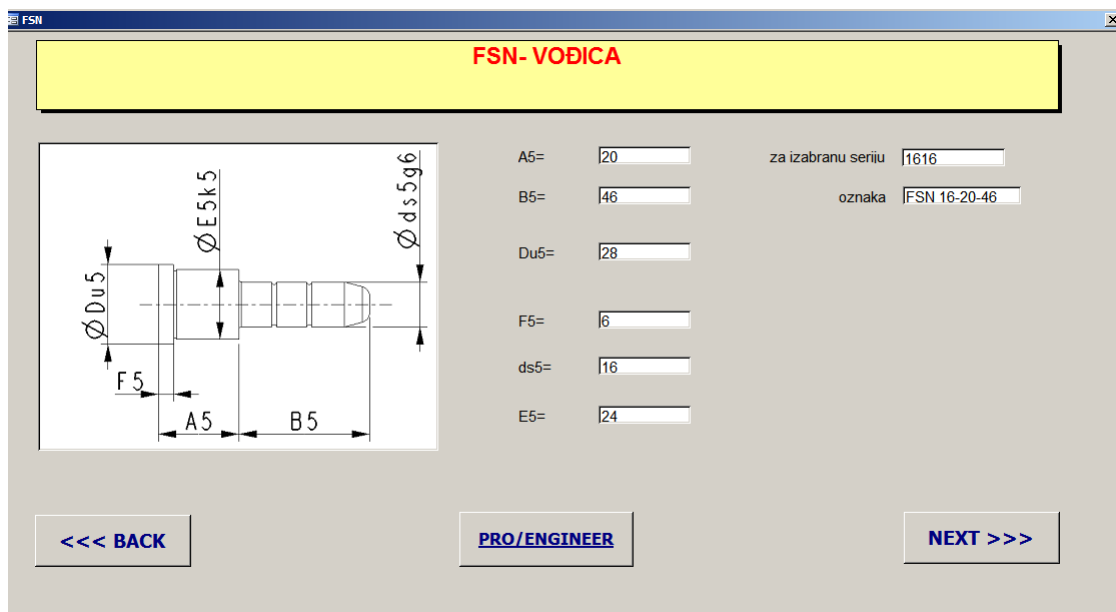 FSN
FSN- VOĐICA
A5= 20
za izabranu seriju 1616
B5= 46
oznaka FSN 16-20-46
Du5= 28
F5= 6
ds5= 16
E5= 24
ØDu5
ØE5k5
Øds5g6
F5
A5
B5
<<< BACK
PRO/ENGINEER
NEXT >>>